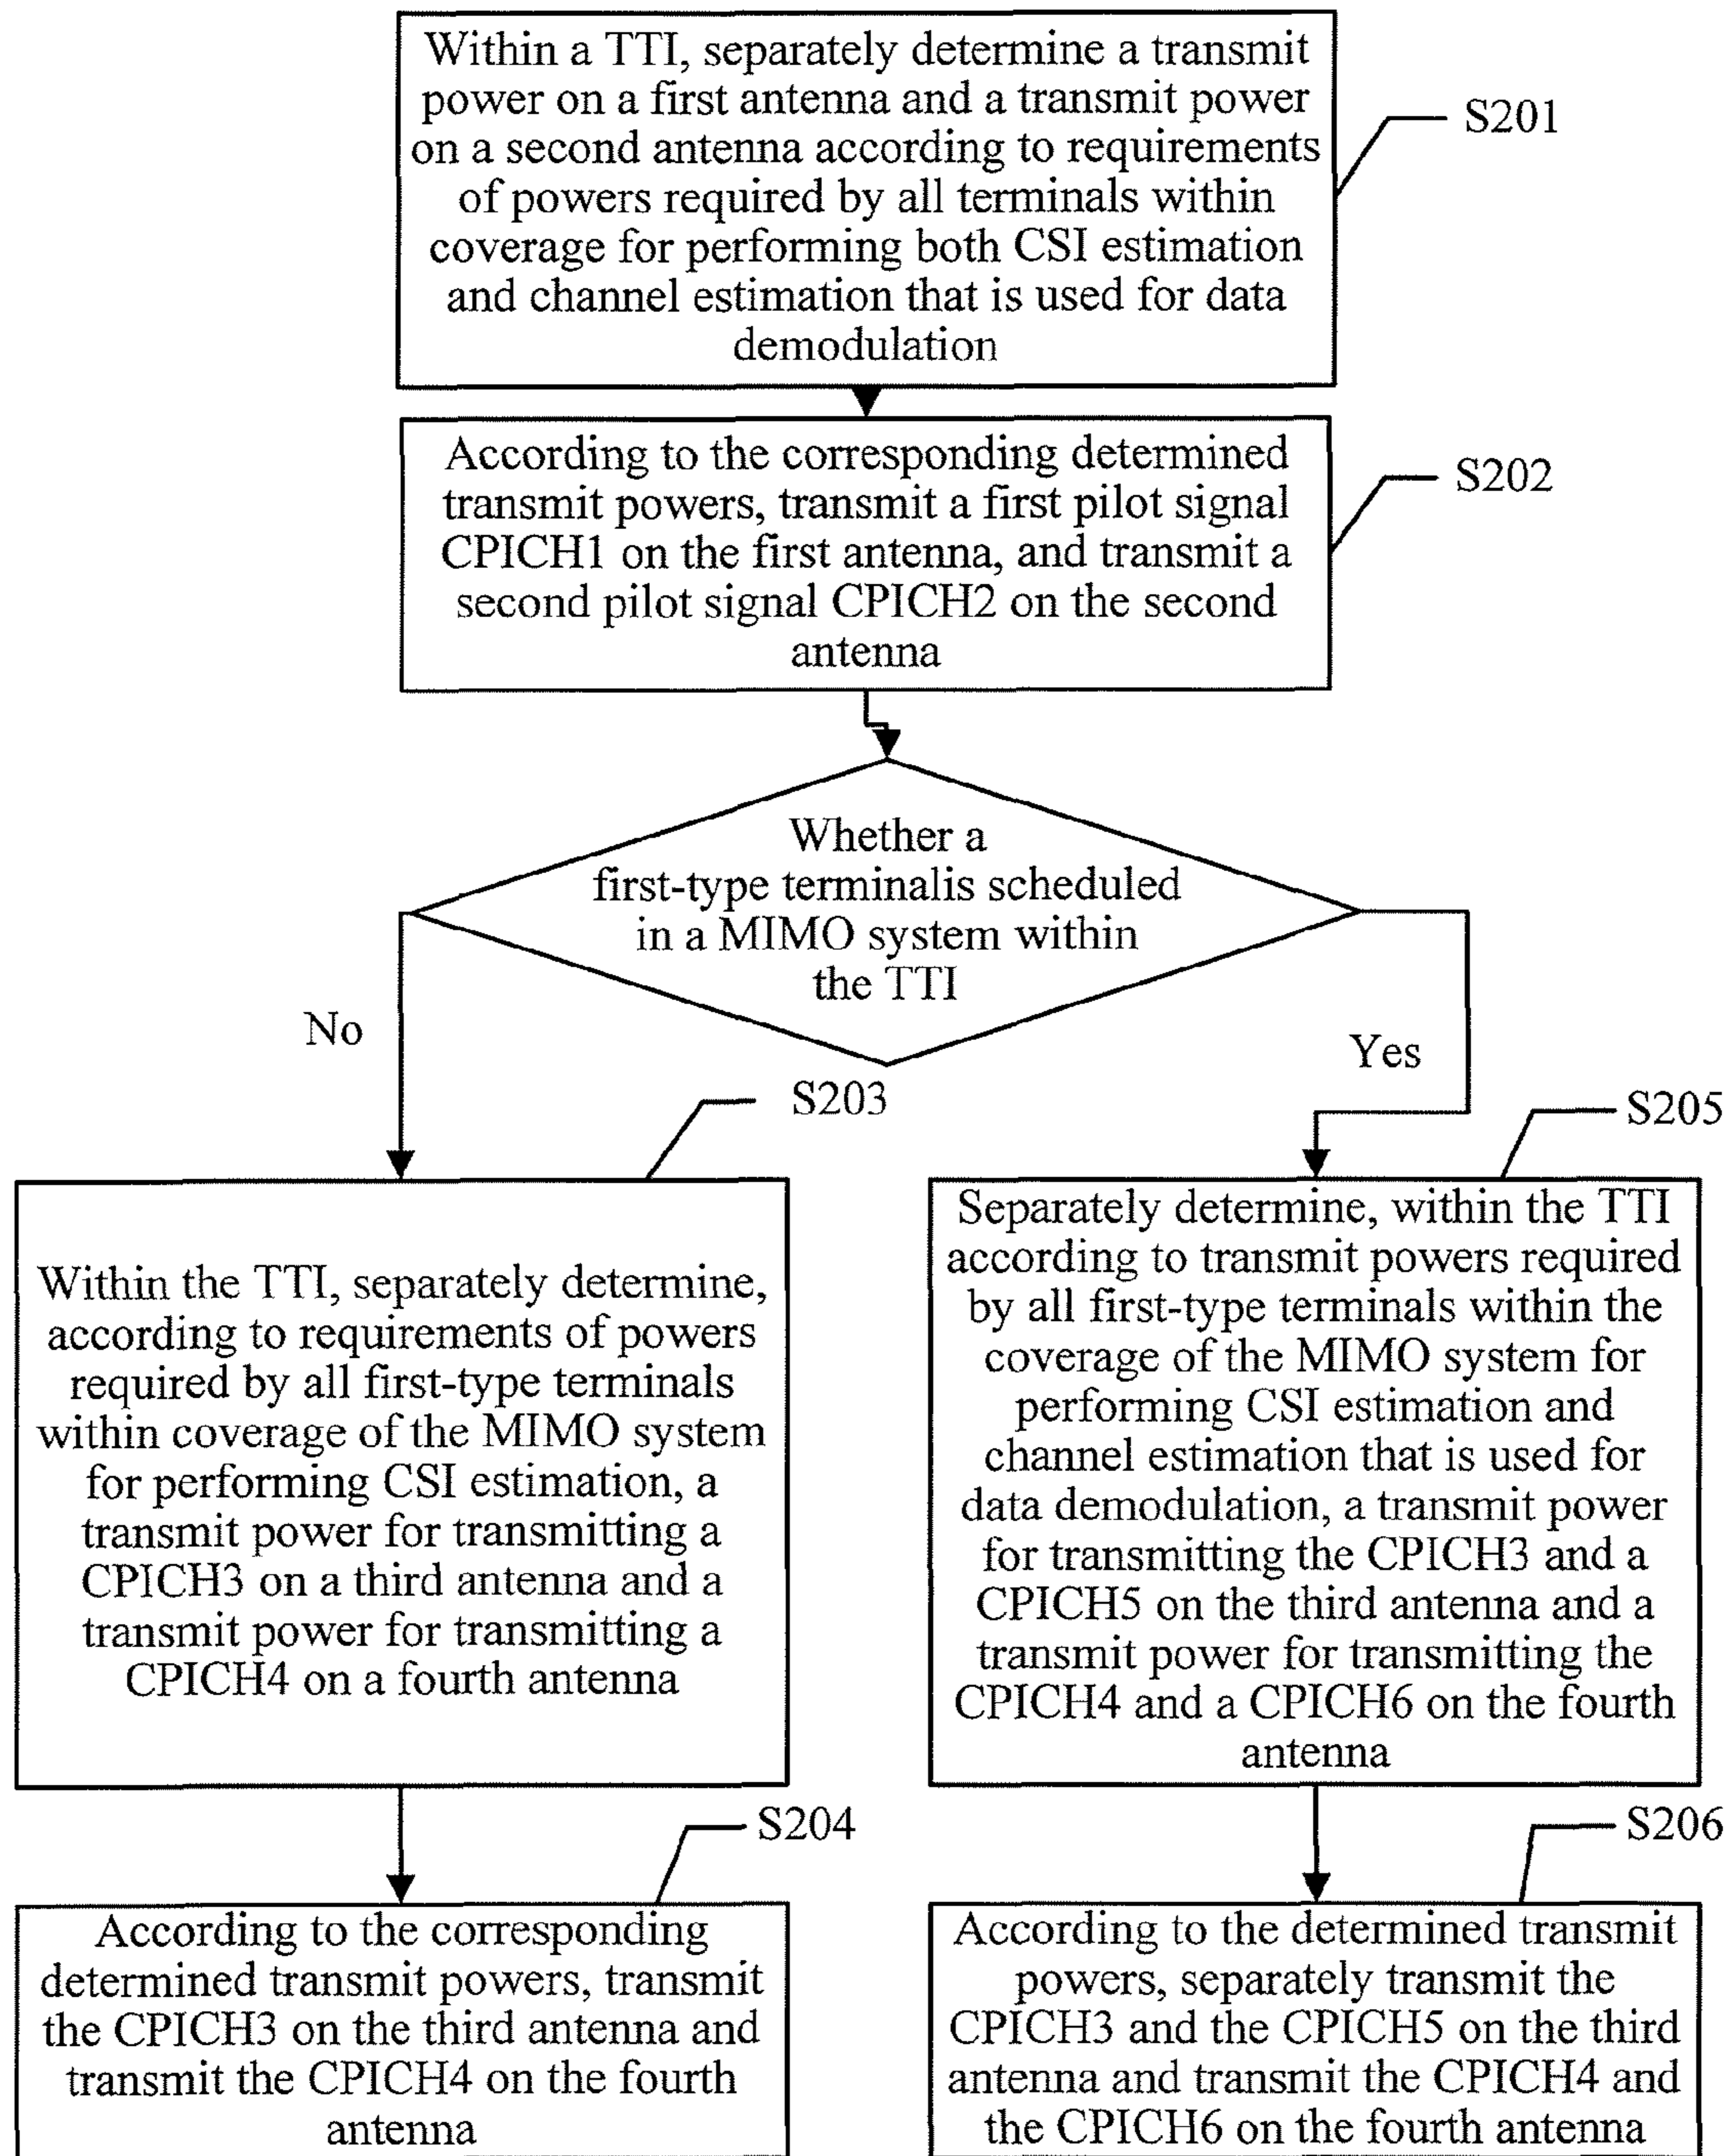 Within a TTI, separately determine a transmit
power on a first antenna and a transmit power
on a second antenna according to requirements
of powers required by all terminals within
coverage for performing both CSI estimation
and channel estimation that is used for data
demodulation
S201
According to the corresponding determined
transmit powers, transmit a first pilot signal
CPICH1 on the first antenna, and transmit a
second pilot signal CPICH2 on the second
antenna
S202
Whether a
first-type terminalis scheduled
in a MIMO system within
the TTI
No
Yes
S203
Within the TTI, separately determine,
according to requirements of powers
required by all first-type terminals
within coverage of the MIMO system
for performing CSI estimation, a
transmit power for transmitting a
CPICH3 on a third antenna and a
transmit power for transmitting a
CPICH4 on a fourth antenna
S205
Separately determine, within the TTI
according to transmit powers required
by all first-type terminals within the
coverage of the MIMO system for
performing CSI estimation and
channel estimation that is used for
data demodulation, a transmit power
for transmitting the CPICH3 and a
CPICH5 on the third antenna and a
transmit power for transmitting the
CPICH4 and a CPICH6 on the fourth
antenna
S204
According to the corresponding
determined transmit powers, transmit
the CPICH3 on the third antenna and
transmit the CPICH4 on the fourth
antenna
S206
According to the determined transmit
powers, separately transmit the
CPICH3 and the CPICH5 on the third
antenna and transmit the CPICH4 and
the CPICH6 on the fourth antenna